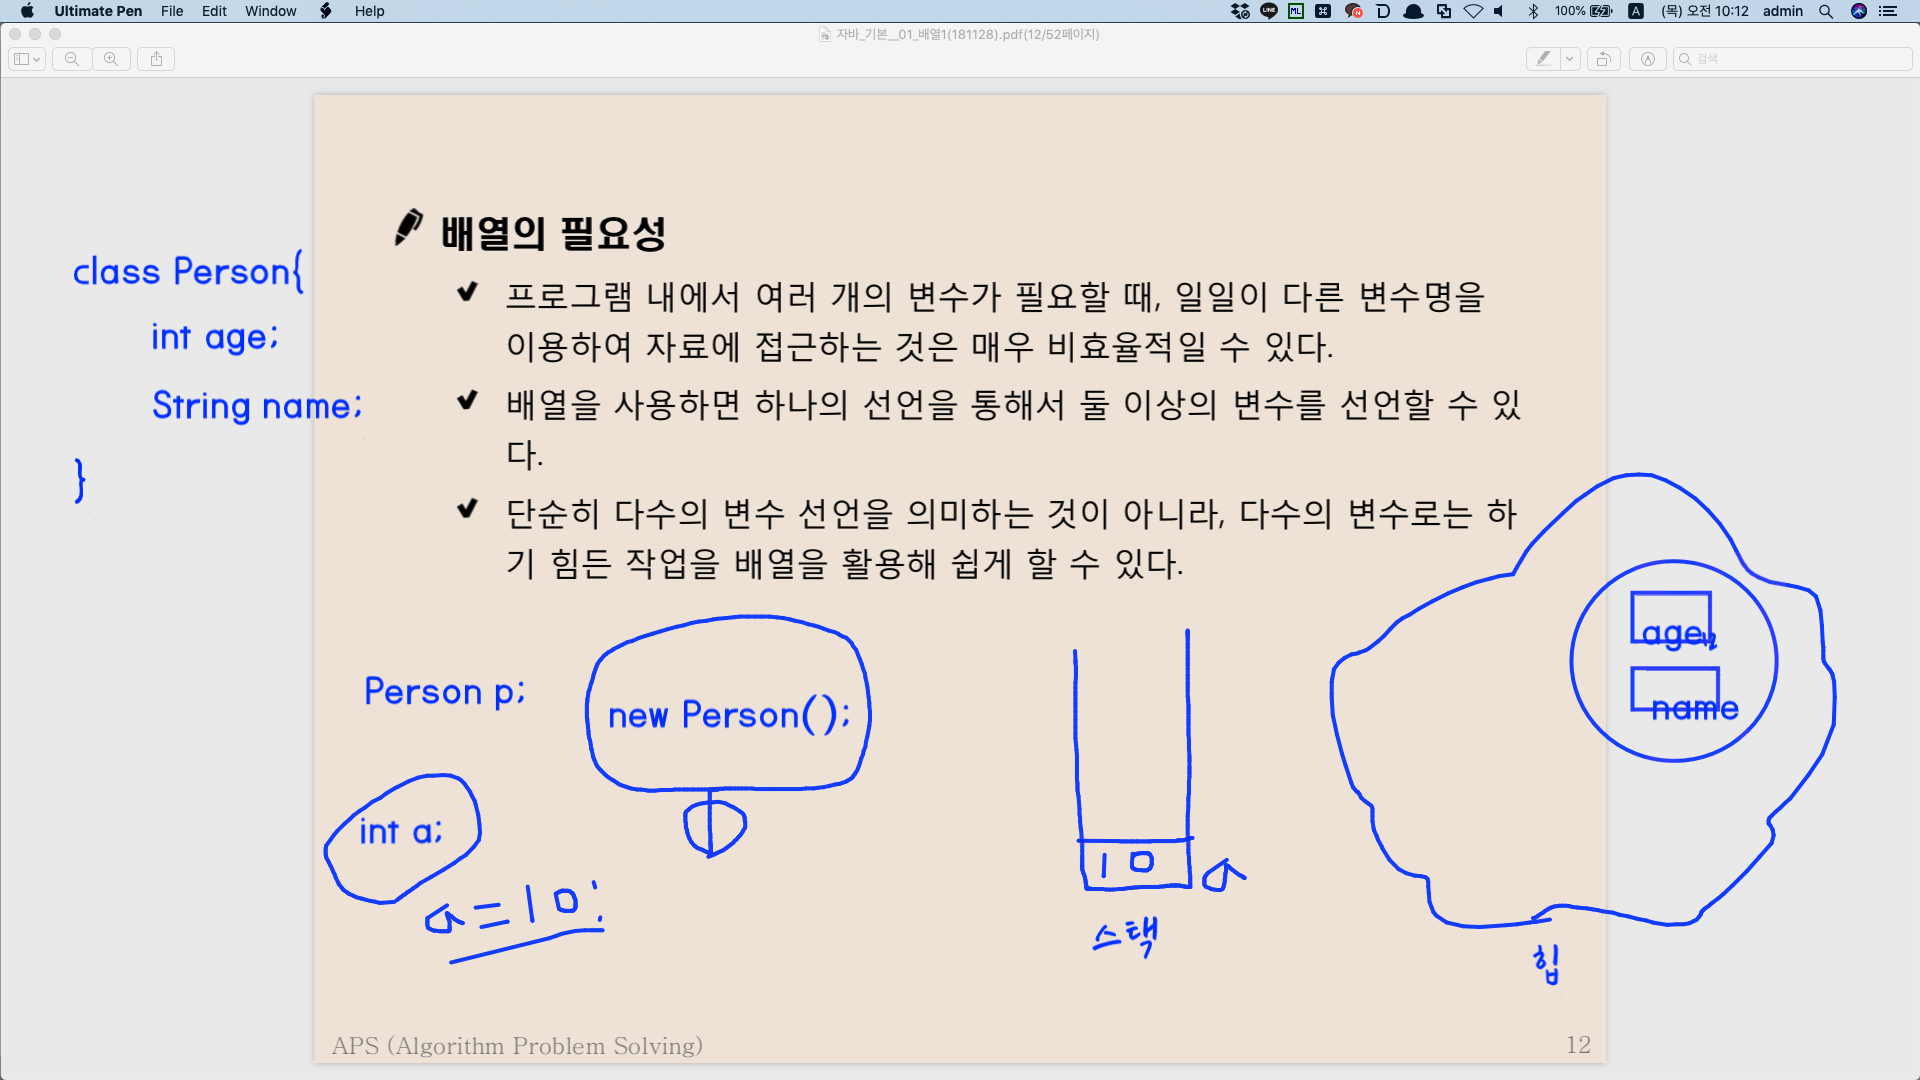 Ultimate Pen File Edit Window Help 100% A (목) 오전 10:12 admin
자바_기본__01_배열1(181128).pdf(12/52페이지)
검색
배열의 필요성
프로그램 내에서 여러 개의 변수가 필요할 때, 일일이 다른 변수명을
이용하여 자료에 접근하는 것은 매우 비효율적일 수 있다.
배열을 사용하면 하나의 선언을 통해서 둘 이상의 변수를 선언할 수 있
다.
단순히 다수의 변수 선언을 의미하는 것이 아니라, 다수의 변수로는 하
기 힘든 작업을 배열을 활용해 쉽게 할 수 있다.
class Person{
int age;
String name;
}
Person p;
new Person();
int a;
a=10;
10 a
스택
age
name
힙
APS (Algorithm Problem Solving)
12